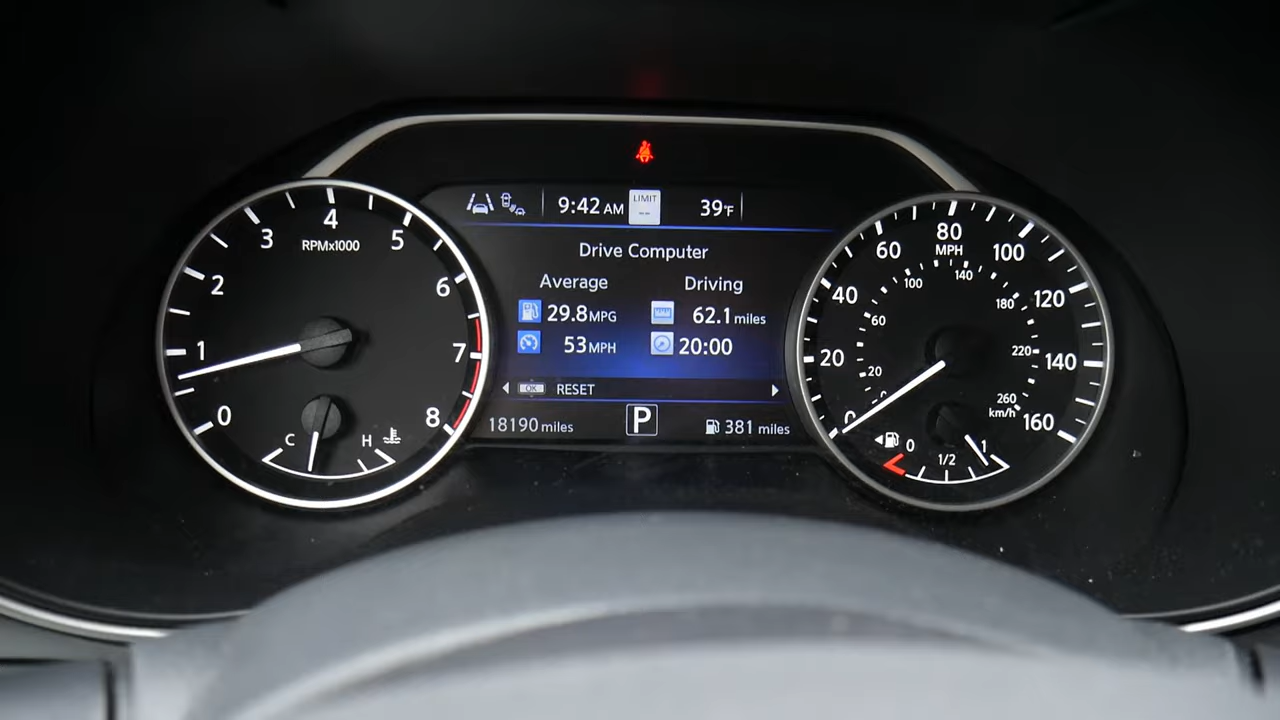 9:42 AM LIMIT -- -- 39°F
Drive Computer
Average Driving
29.8 MPG 62.1 miles
53 MPH 20:00
OK RESET
18190 miles P 381 miles
0 1 2 3 4 5 6 7 8
RPMx1000
C H
0 20 40 60 80 100 120 140 160
MPH
0 20 60 100 140 180 220 260
km/h
0 1/2 1